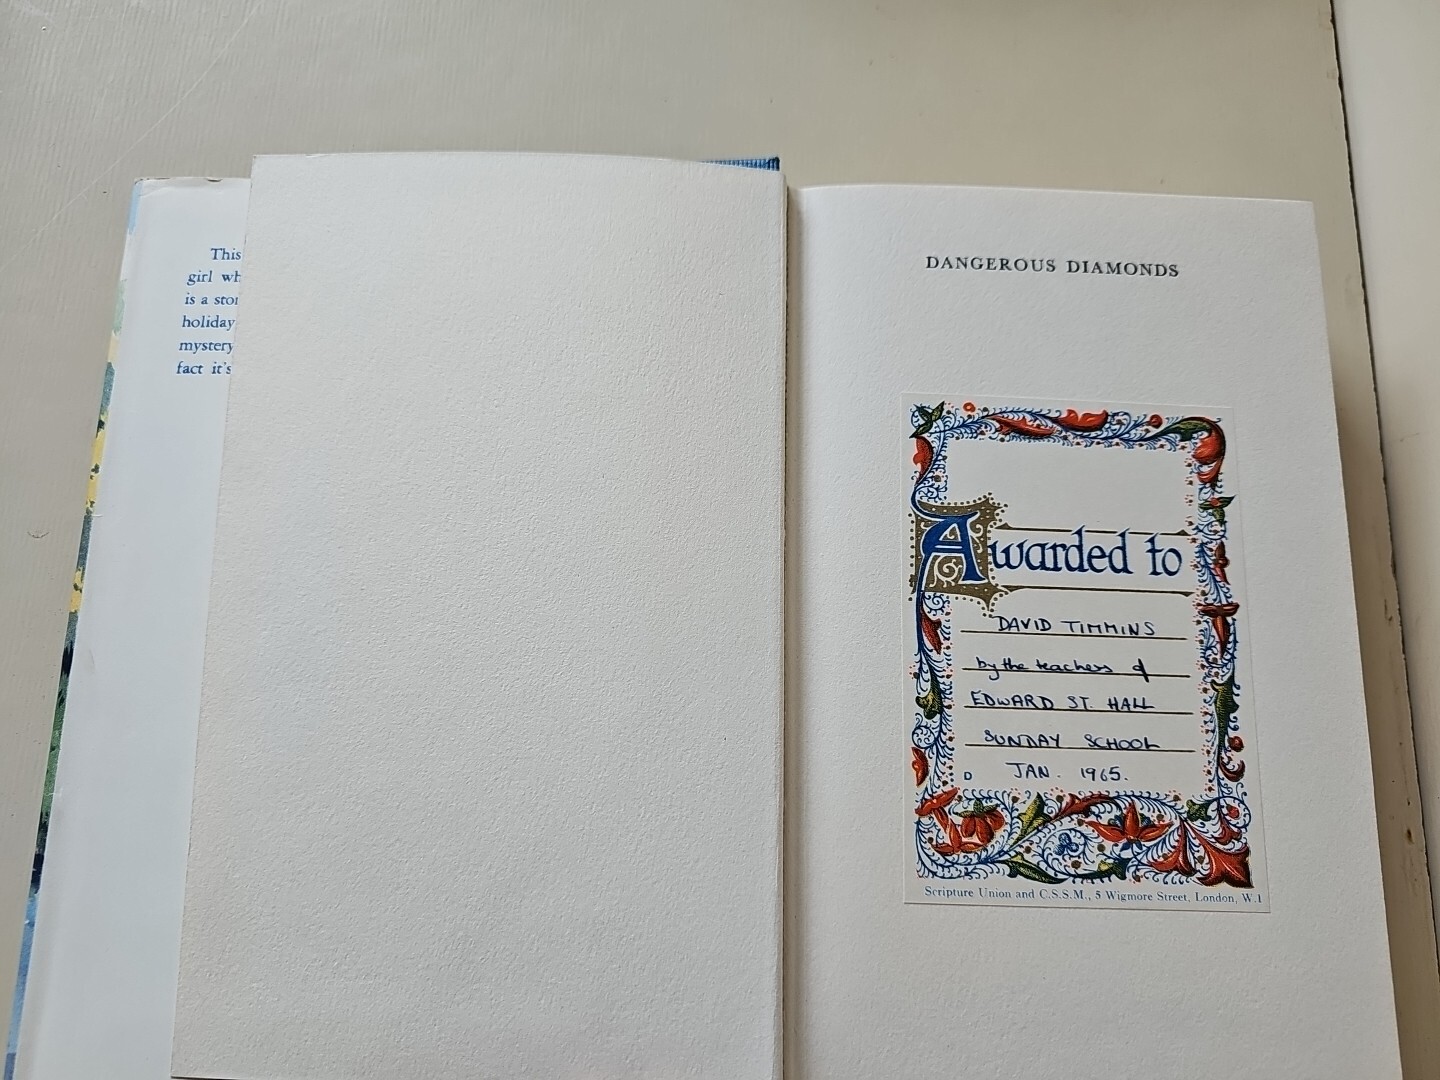 This
girl wh
is a stor
holiday
mystery
fact it's
DANGEROUS DIAMONDS
Awarded to
DAVID TIMMINS
by the teachers of
EDWARD ST. HALL
SUNDAY SCHOOL
D JAN. 1965.
Scripture Union and C.S.S.M., 5 Wigmore Street, London, W.1